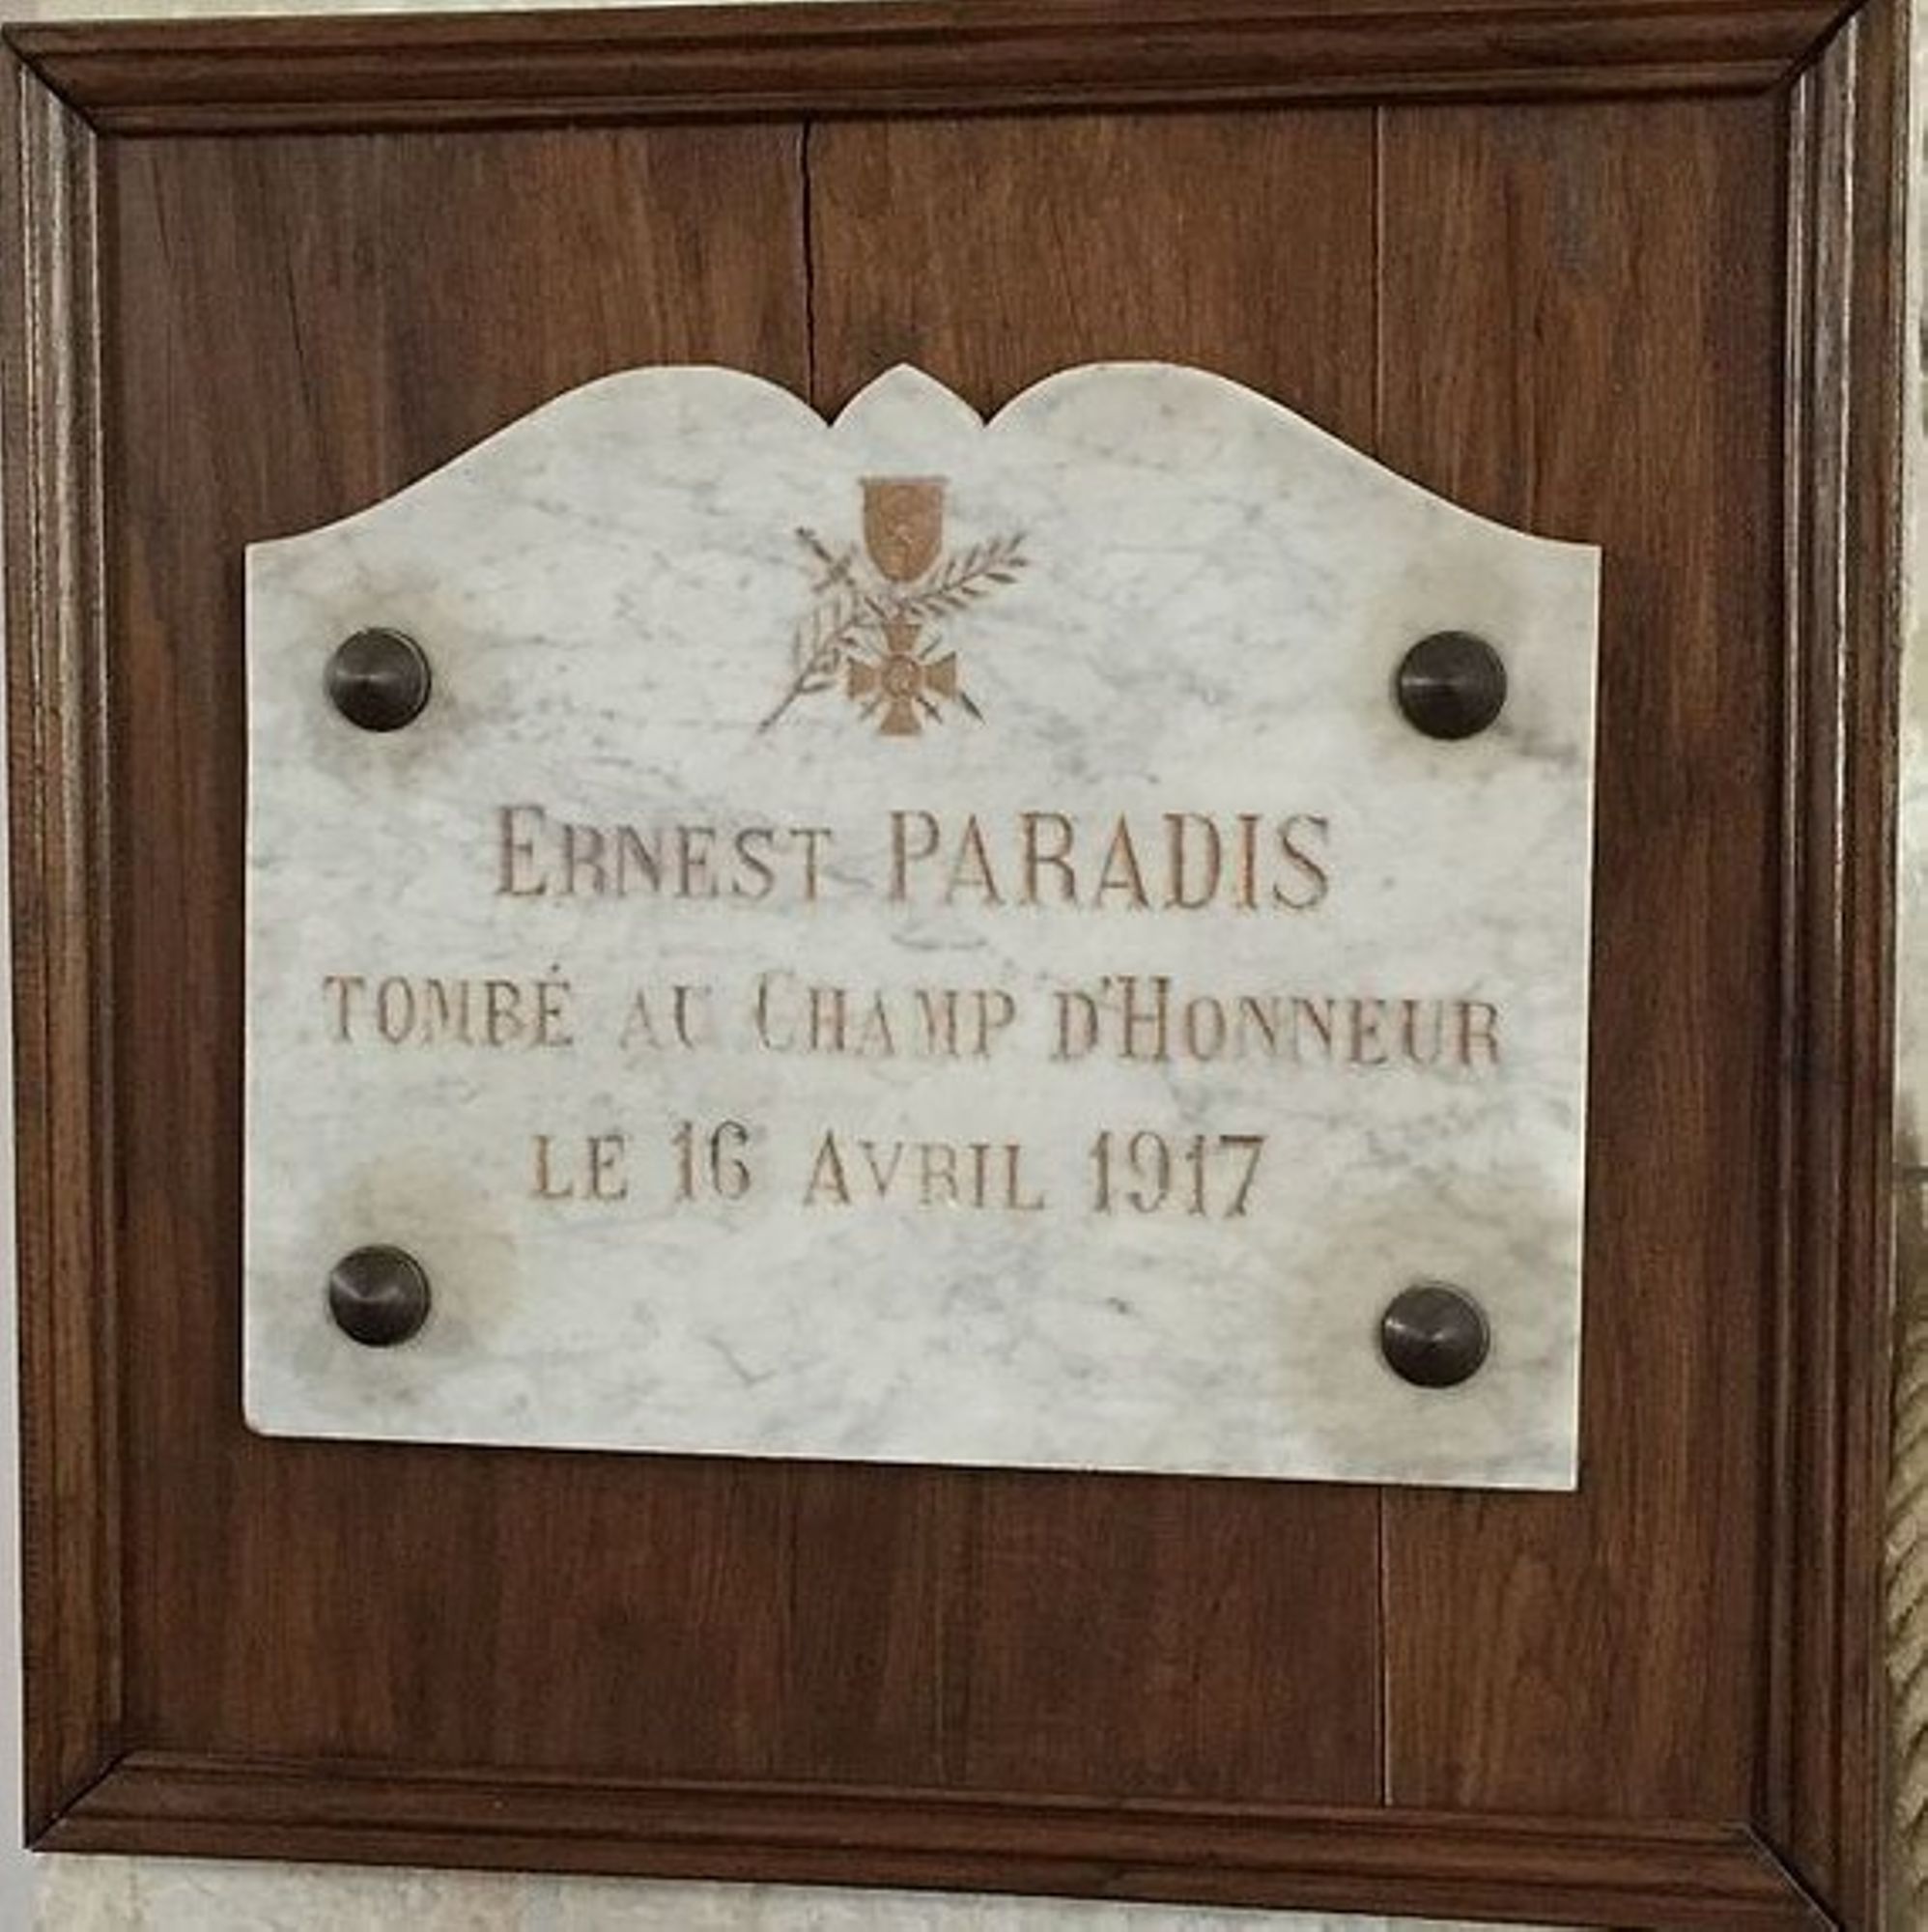 ERNEST PARADIS
TOMBÉ AU CHAMP D'HONNEUR
LE 16 AVRIL 1917